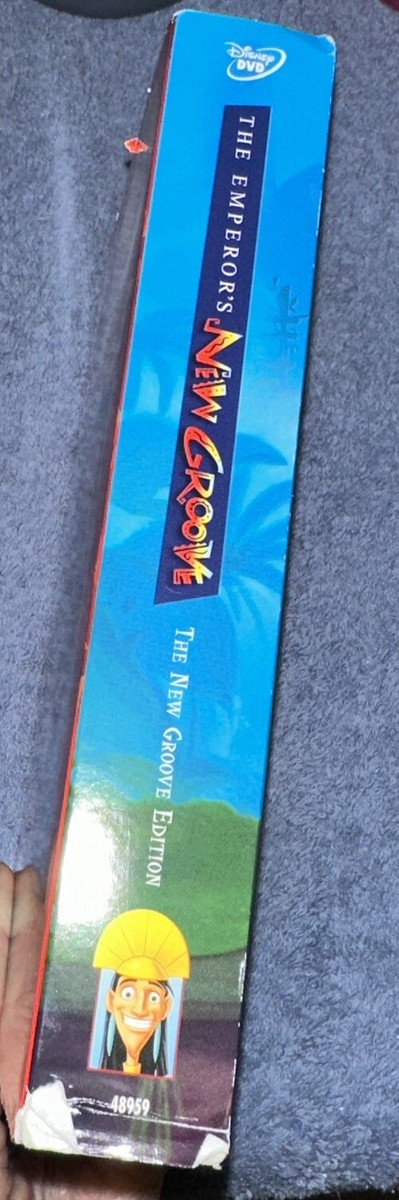 Disney
DVD
THE EMPEROR'S NEW GROOVE
THE NEW GROOVE EDITION
48959